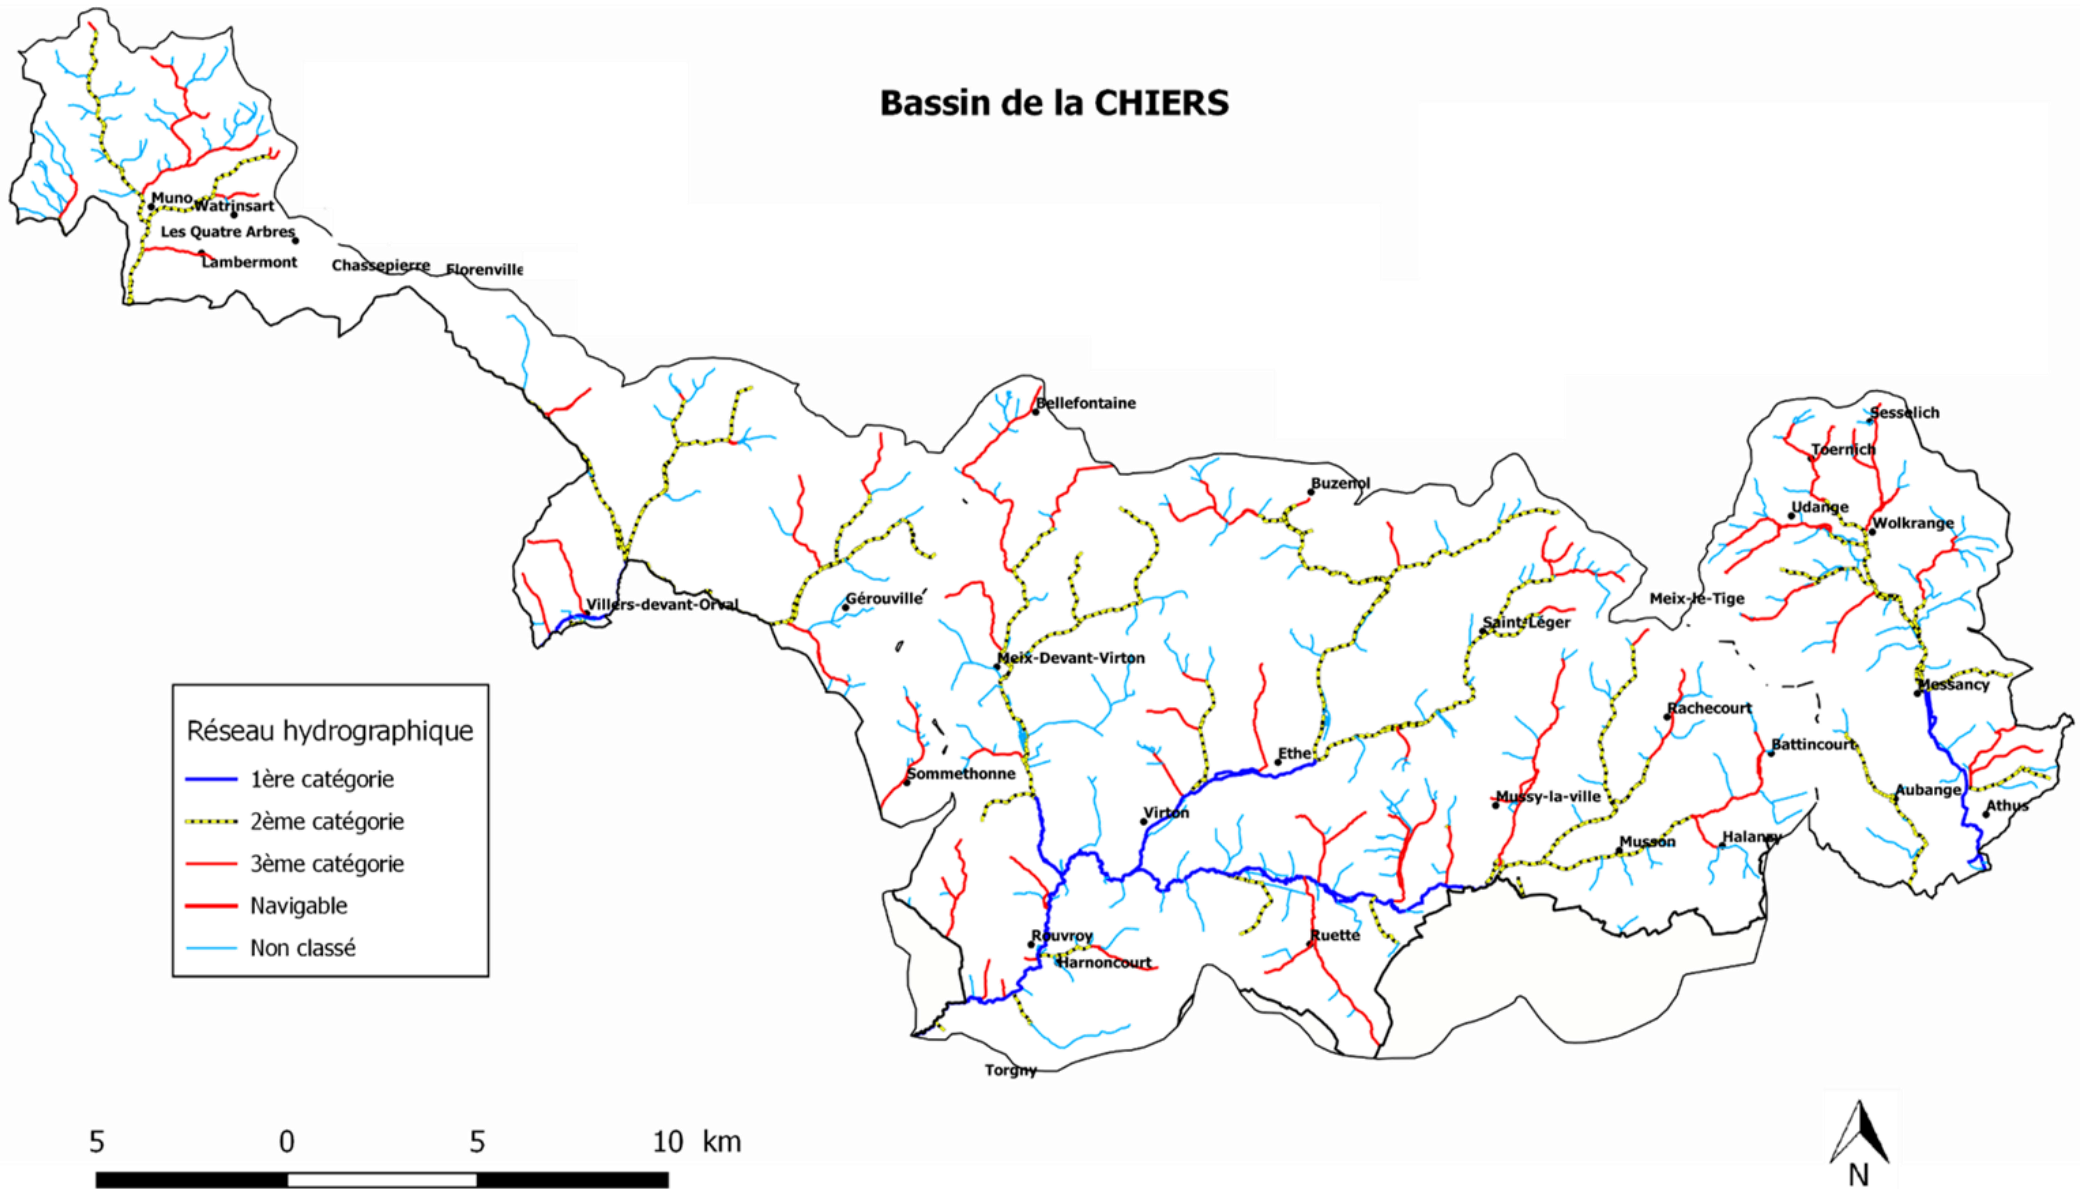 Bassin de la CHIERS
Muno
Watrinsart
Les Quatre Arbres
Lambermont
Chassepierre
Florenville
Bellefontaine
Sesselich
Toernich
Buzenol
Udange
Wolkrange
Villers-devant-Orval
Gérouville
Meix-le-Tige
Saint-Léger
Meix-Devant-Virton
Messancy
Rachecourt
Battincourt
Ethe
Sommethonne
Aubange
Mussy-la-ville
Athus
Virton
Musson
Halanzy
Rouvroy
Ruette
Harnoncourt
Torgny
Réseau hydrographique
1ère catégorie
2ème catégorie
3ème catégorie
Navigable
Non classé
5 0 5 10 km
N